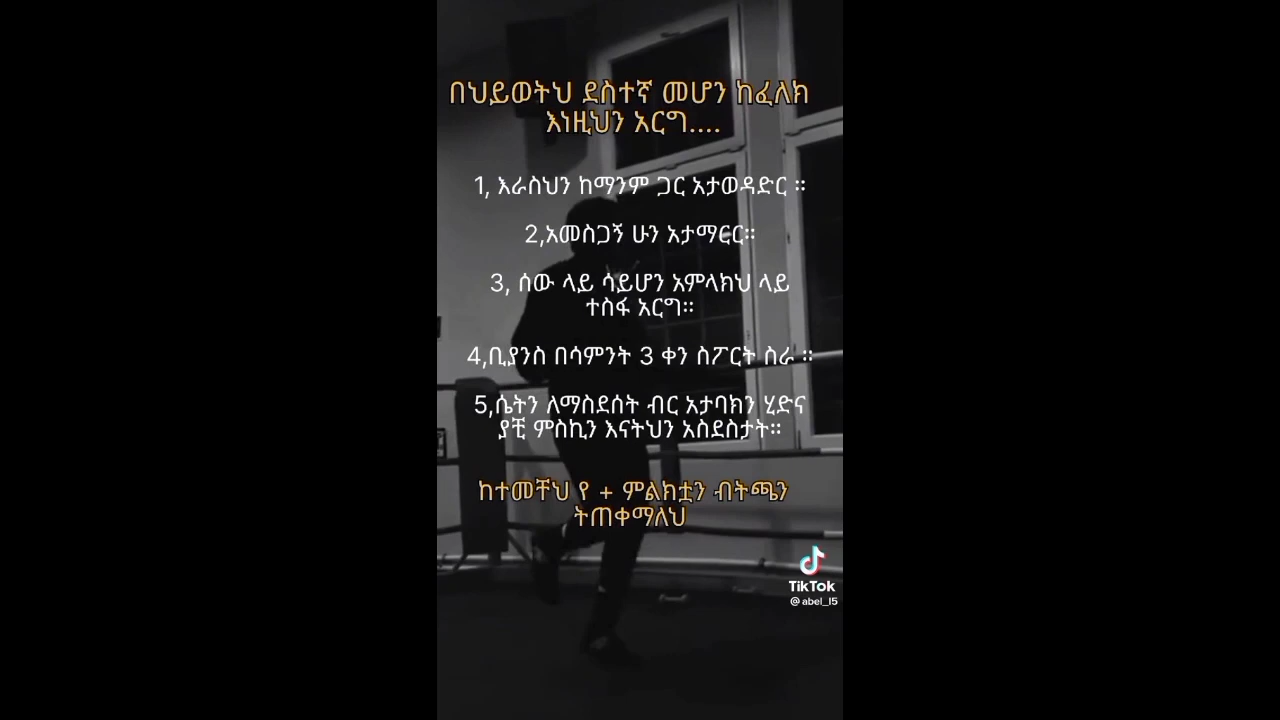 በህይወትህ ደስተኛ መሆን ከፈለክ
እነዚህን አርግ....
1, እራስህን ከማንም ጋር አታወዳድር ።
2,አመስጋኝ ሁን አታማርር።
3, ሰው ላይ ሳይሆን አምላክህ ላይ
ተስፋ አርግ።
4,ቢያንስ በሳምንት 3 ቀን ስፖርት ስራ ።
5,ሴትን ለማስደሰት ብር አታባክን ሂድና
ያቺ ምስኪን እናትህን አስደስታት።
ከተመቸህ የ + ምልክቷን ብትጫን
ትጠቀማለህ
TikTok
@abel_l5